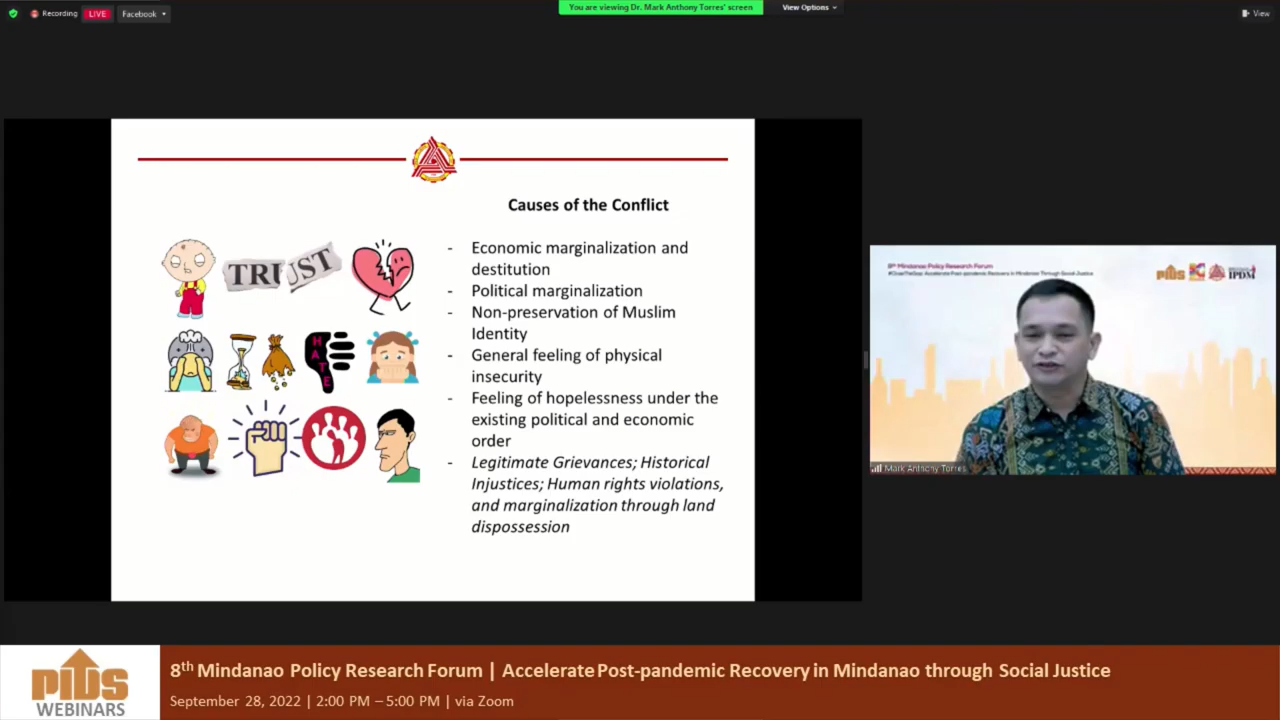 Recording
LIVE
Facebook
You are viewing Dr. Mark Anthony Torres' screen
View Options
View
Causes of the Conflict
- Economic marginalization and
destitution
- Political marginalization
- Non-preservation of Muslim
Identity
- General feeling of physical
insecurity
- Feeling of hopelessness under the
existing political and economic
order
- Legitimate Grievances; Historical
Injustices; Human rights violations,
and marginalization through land
dispossession
TRUST
HATE
8th Mindanao Policy Research Forum
#CloseTheGap: Accelerate Post-pandemic Recovery in Mindanao Through Social Justice
PIDS
IPDM
Mark Anthony Torres
PIDS
WEBINARS
8th Mindanao Policy Research Forum | Accelerate Post-pandemic Recovery in Mindanao through Social Justice
September 28, 2022 | 2:00 PM – 5:00 PM | via Zoom